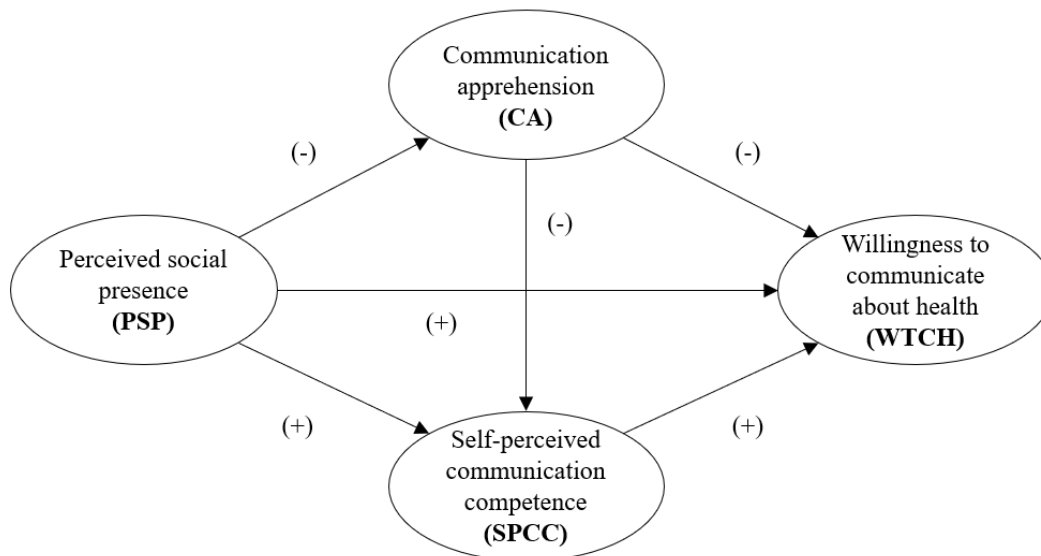 Communication
apprehension
(CA)
(-)
(-)
(-)
Perceived social
presence
(PSP)
Willingness to
communicate
about health
(WTCH)
(+)
(+)
(+)
Self-perceived
communication
competence
(SPCC)